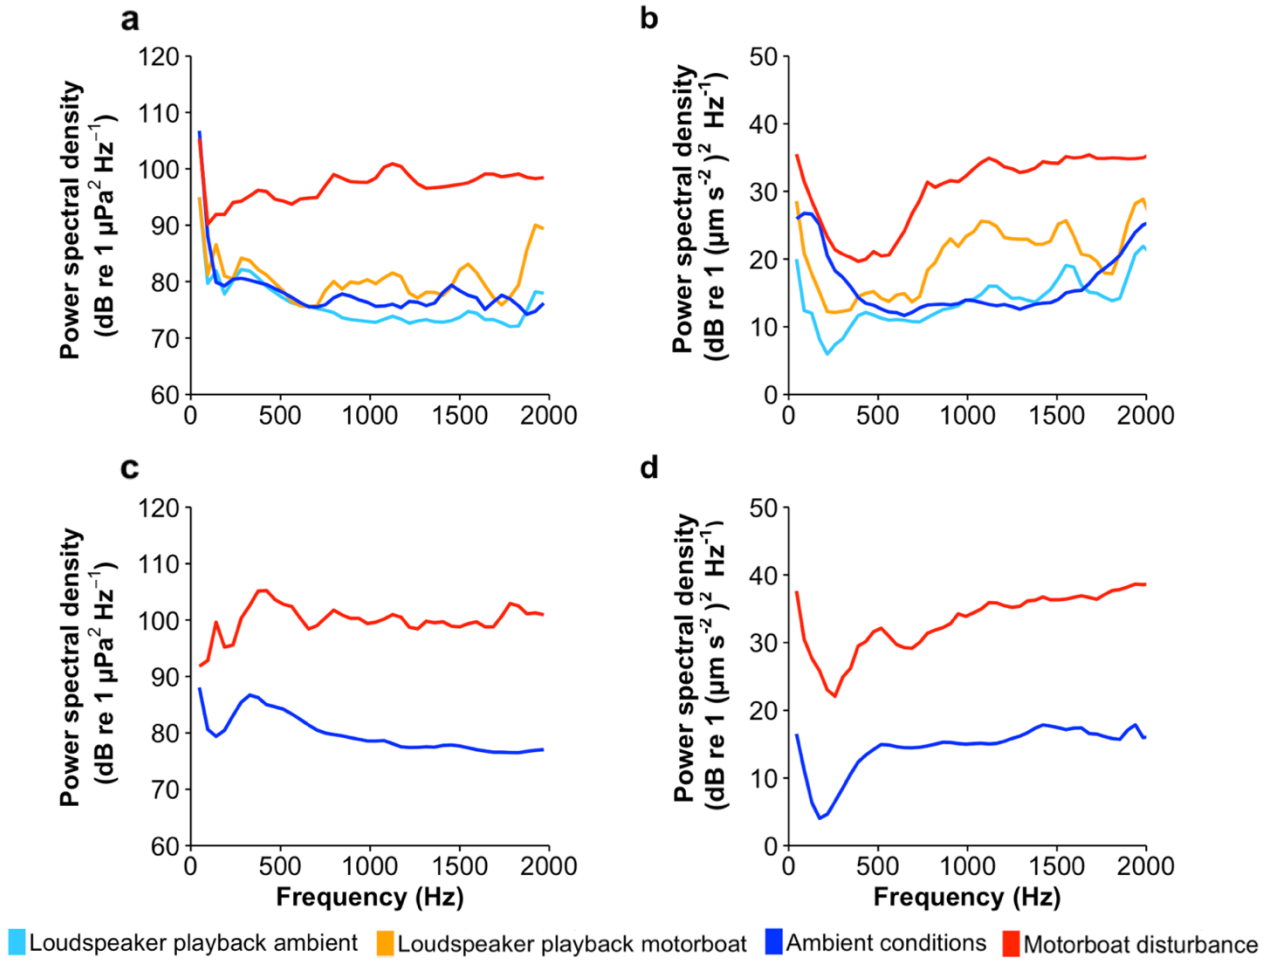 a
Power spectral density
(dB re 1 µPa² Hz⁻¹)
120
110
100
90
80
70
60
0 500 1000 1500 2000
b
Power spectral density
(dB re 1 (µm s⁻²)² Hz⁻¹)
50
40
30
20
10
0
0 500 1000 1500 2000
c
Power spectral density
(dB re 1 µPa² Hz⁻¹)
120
110
100
90
80
70
60
0 500 1000 1500 2000
Frequency (Hz)
d
Power spectral density
(dB re 1 (µm s⁻²)² Hz⁻¹)
50
40
30
20
10
0
0 500 1000 1500 2000
Frequency (Hz)
Loudspeaker playback ambient Loudspeaker playback motorboat Ambient conditions Motorboat disturbance